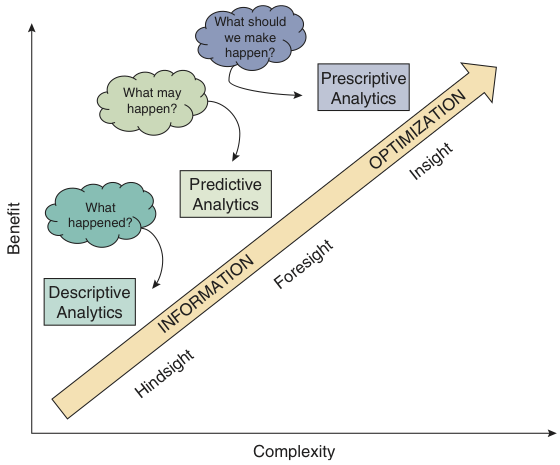 What should
we make
happen?
Prescriptive
Analytics
What may
happen?
Predictive
Analytics
What
happened?
Descriptive
Analytics
OPTIMIZATION
INFORMATION
Insight
Foresight
Hindsight
Benefit
Complexity